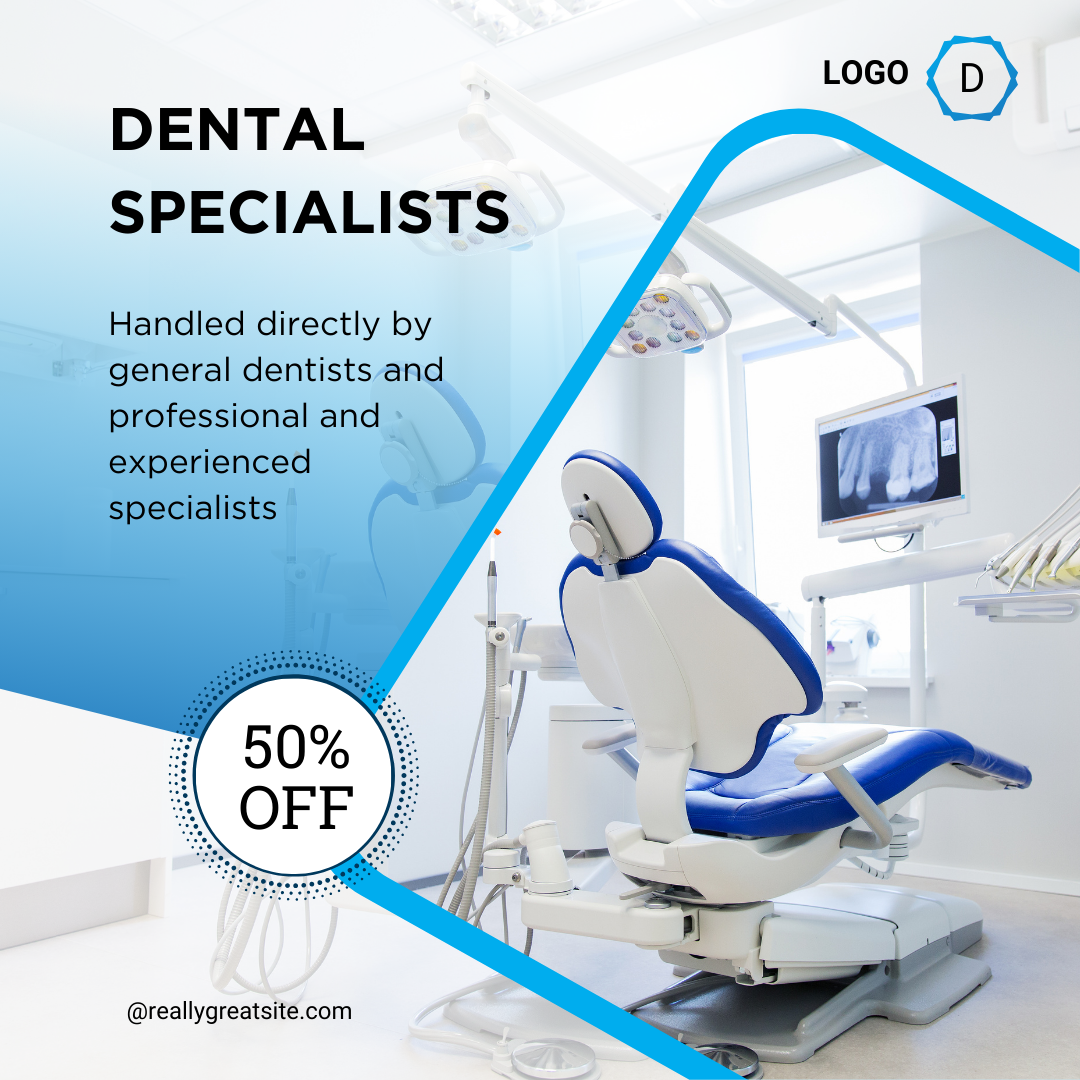 LOGO D
DENTAL
SPECIALISTS
Handled directly by
general dentists and
professional and
experienced
specialists
50%
OFF
@reallygreatsite.com